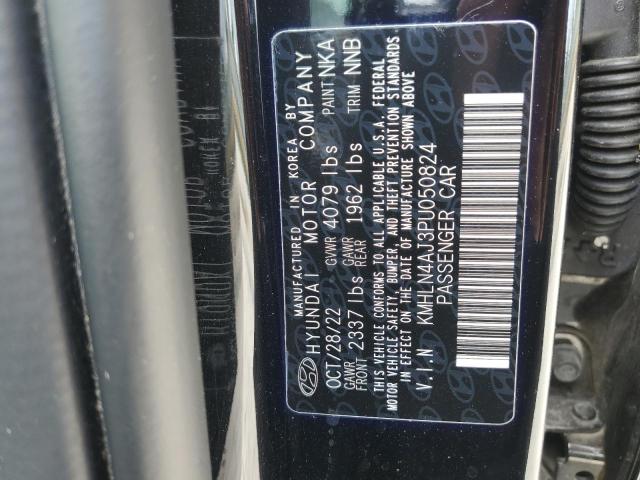 MANUFACTURED IN KOREA BY
HYUNDAI MOTOR COMPANY
OCT/28/22 GVWR 4079 lbs PAINT NKA
GAWR FRONT 2337 lbs GAWR REAR 1962 lbs TRIM NNB
THIS VEHICLE CONFORMS TO ALL APPLICABLE U.S.A. FEDERAL
MOTOR VEHICLE SAFETY, BUMPER, AND THEFT PREVENTION STANDARDS
IN EFFECT ON THE DATE OF MANUFACTURE SHOWN ABOVE
V.I.N KMHLN4AJ3PU050824
PASSENGER CAR